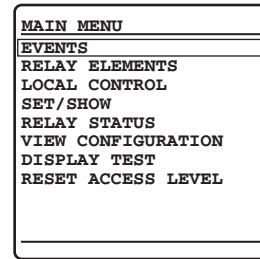 MAIN MENU
EVENTS
RELAY ELEMENTS
LOCAL CONTROL
SET/SHOW
RELAY STATUS
VIEW CONFIGURATION
DISPLAY TEST
RESET ACCESS LEVEL